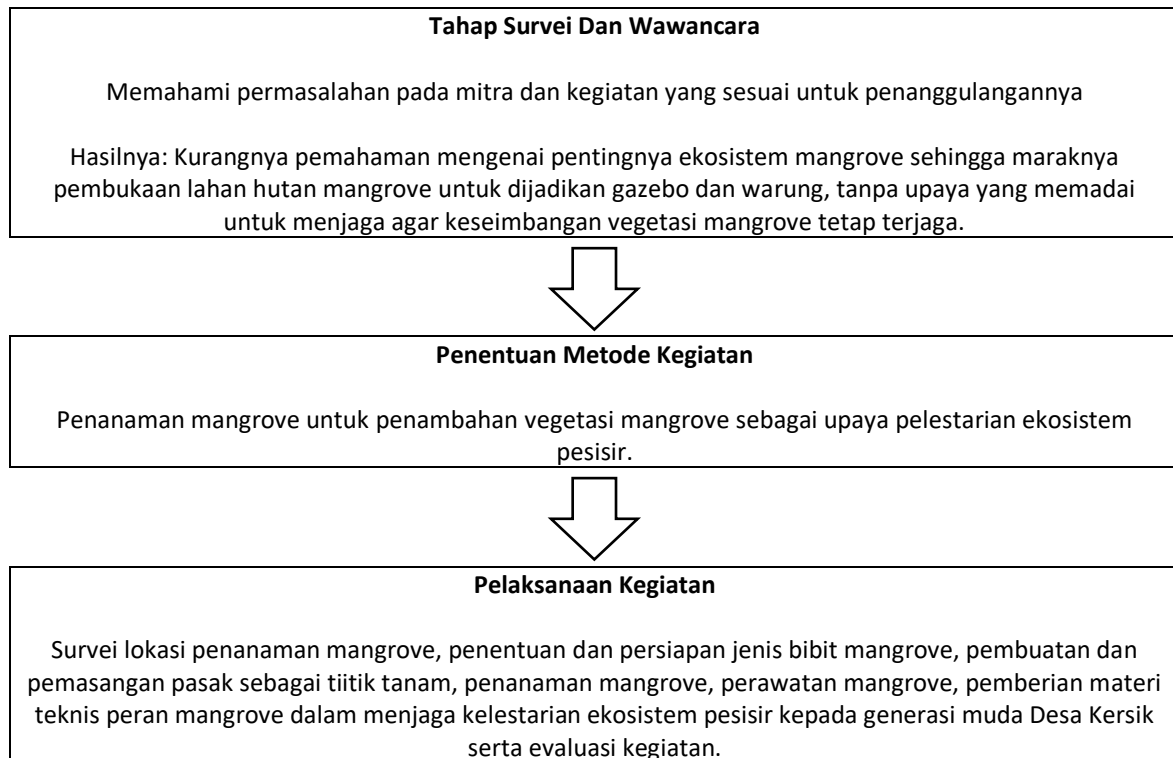 Tahap Survei Dan Wawancara
Memahami permasalahan pada mitra dan kegiatan yang sesuai untuk penanggulangannya
Hasilnya: Kurangnya pemahaman mengenai pentingnya ekosistem mangrove sehingga maraknya
pembukaan lahan hutan mangrove untuk dijadikan gazebo dan warung, tanpa upaya yang memadai
untuk menjaga agar keseimbangan vegetasi mangrove tetap terjaga.
Penentuan Metode Kegiatan
Penanaman mangrove untuk penambahan vegetasi mangrove sebagai upaya pelestarian ekosistem
pesisir.
Pelaksanaan Kegiatan
Survei lokasi penanaman mangrove, penentuan dan persiapan jenis bibit mangrove, pembuatan dan
pemasangan pasak sebagai tiitik tanam, penanaman mangrove, perawatan mangrove, pemberian materi
teknis peran mangrove dalam menjaga kelestarian ekosistem pesisir kepada generasi muda Desa Kersik
serta evaluasi kegiatan.